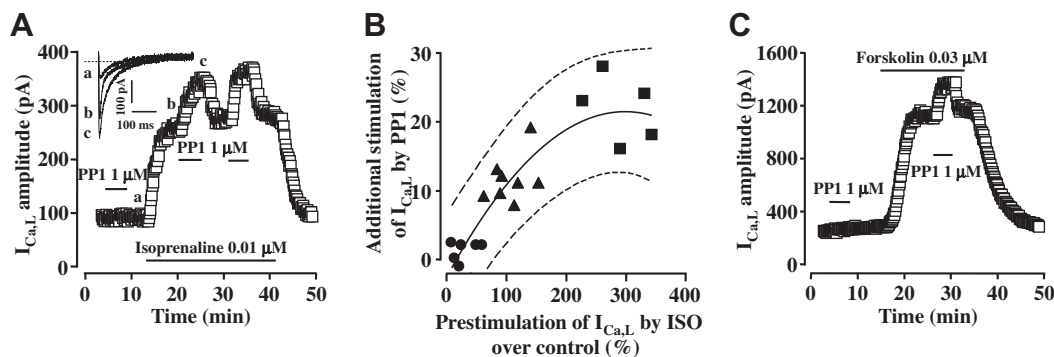 A
I_Ca,L amplitude (pA)
400
300
200
100
0
a
b
c
c
100 pA
100 ms
b
PP1 1 µM
PP1 1 µM
a
Isoprenaline 0.01 µM
0 10 20 30 40 50
Time (min)
B
Additional stimulation
of I_Ca,L by PP1 (%)
30
20
10
0
0 100 200 300 400
Prestimulation of I_Ca,L by ISO
over control (%)
C
I_Ca,L amplitude (pA)
1600
1200
800
400
0
Forskolin 0.03 µM
PP1 1 µM
PP1 1 µM
0 10 20 30 40 50
Time (min)